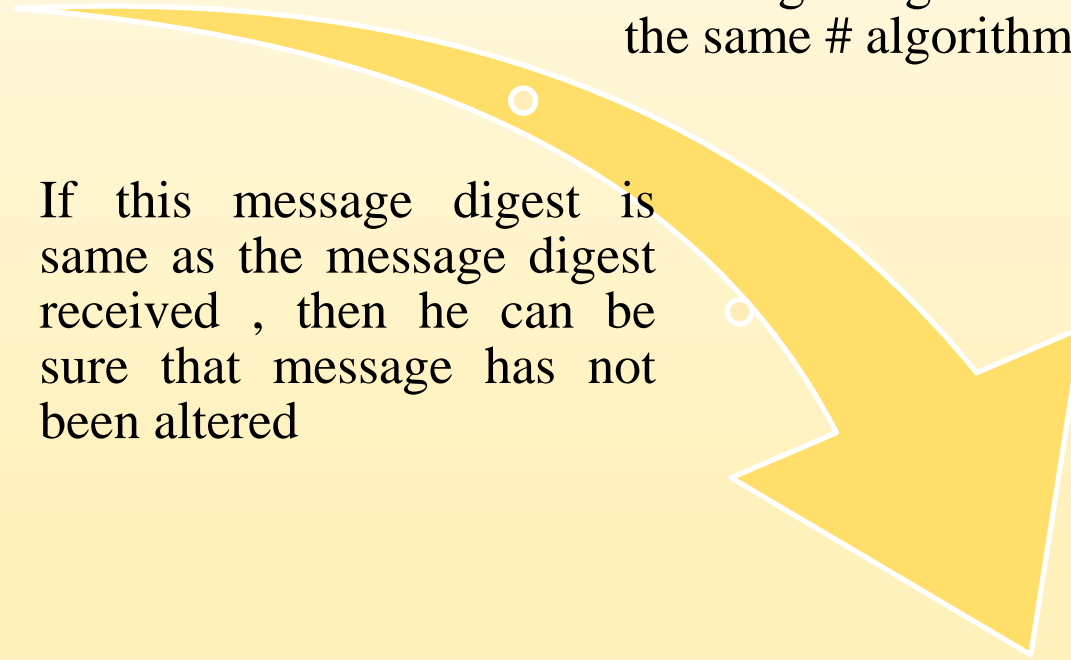 the same # algorithm
If this message digest is
same as the message digest
received , then he can be
sure that message has not
been altered